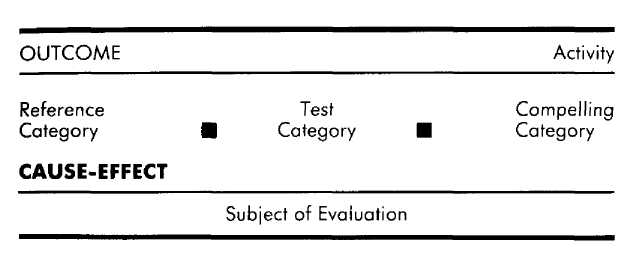 OUTCOME Activity
Reference Test Compelling
Category ■ Category ■ Category
CAUSE-EFFECT
Subject of Evaluation